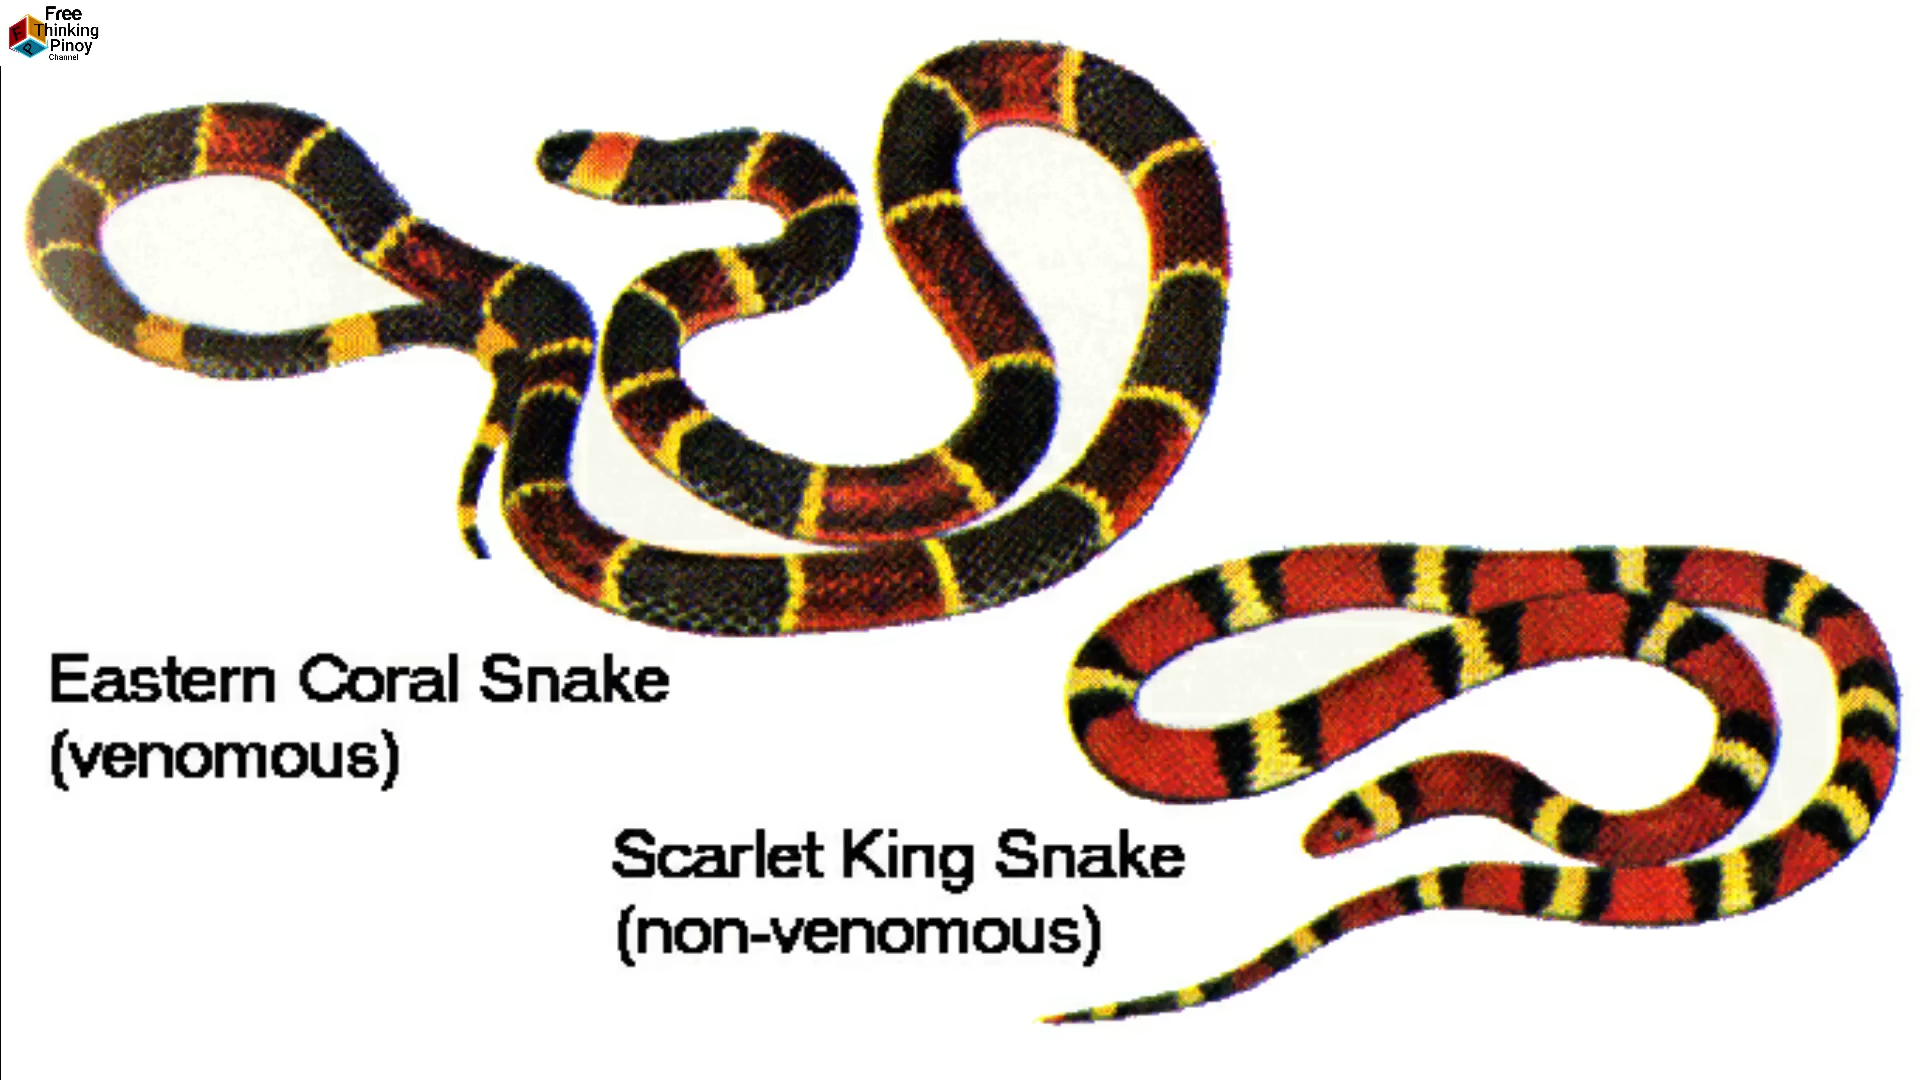 Free
Thinking
Pinoy
Channel
F
P
Eastern Coral Snake
(venomous)
Scarlet King Snake
(non-venomous)